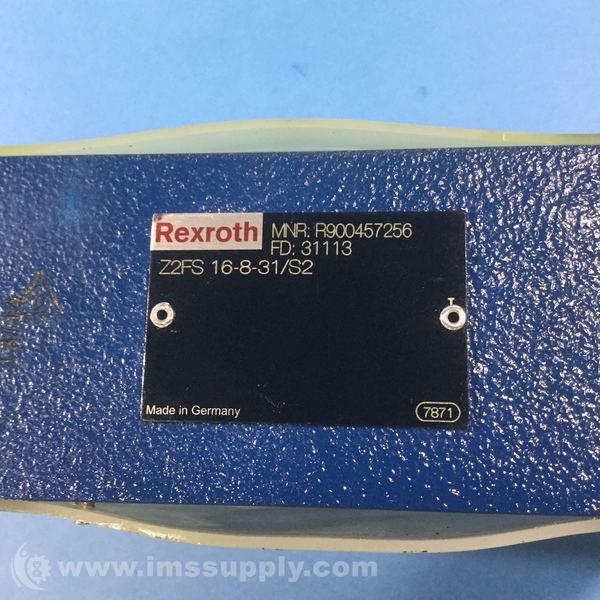 Rexroth
MNR: R900457256
FD: 31113
Z2FS 16-8-31/S2
Made in Germany
7871
www.imssupply.com